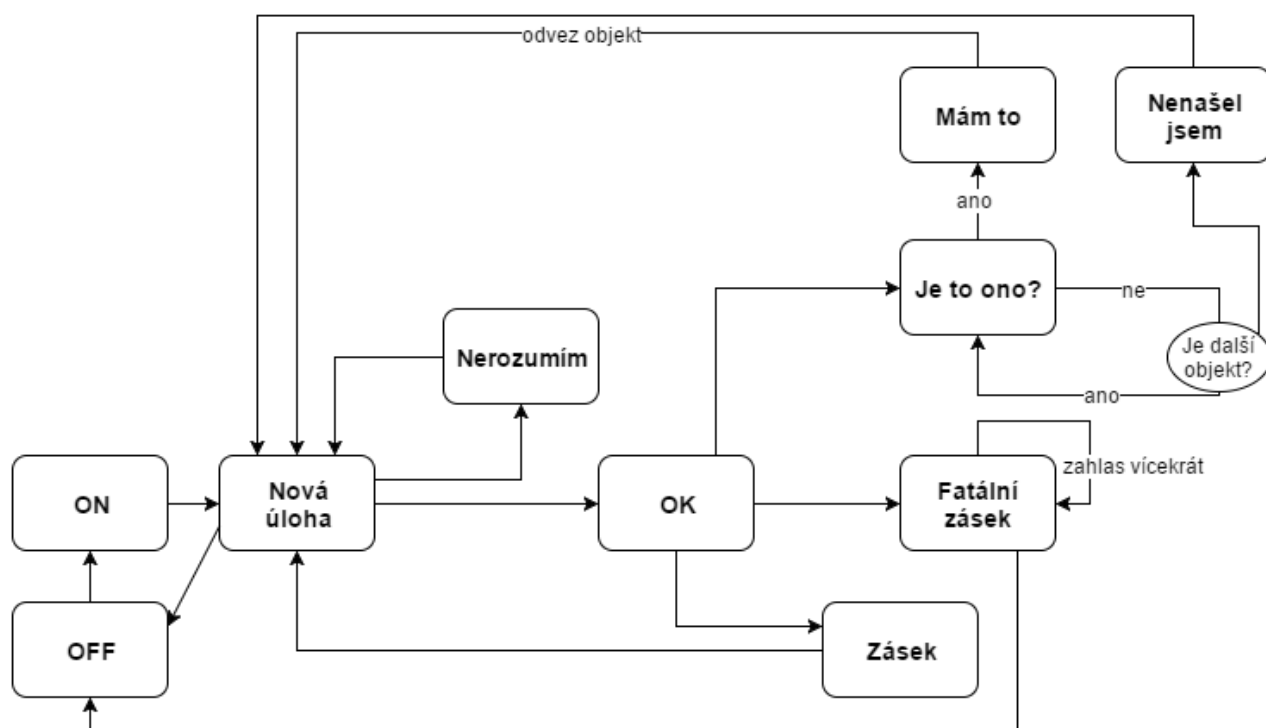 odvez objekt
Mám to
Nenašel
jsem
ano
Je to ono?
ne
Je další
objekt?
ano
Nerozumím
zahlas vícekrát
ON
Nová
úloha
OK
Fatální
zásek
OFF
Zásek